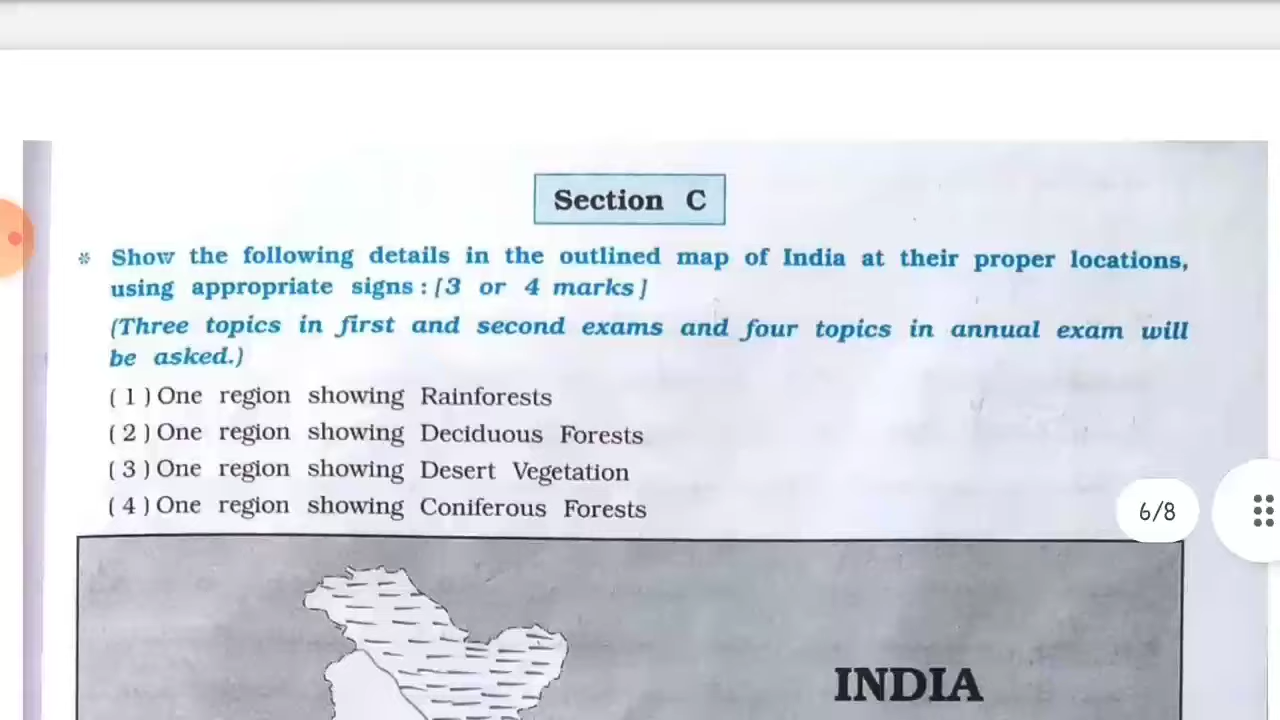 Section C
* Show the following details in the outlined map of India at their proper locations,
using appropriate signs : [3 or 4 marks]
(Three topics in first and second exams and four topics in annual exam will
be asked.)
( 1 ) One region showing Rainforests
( 2 ) One region showing Deciduous Forests
( 3 ) One region showing Desert Vegetation
( 4 ) One region showing Coniferous Forests
6/8
INDIA